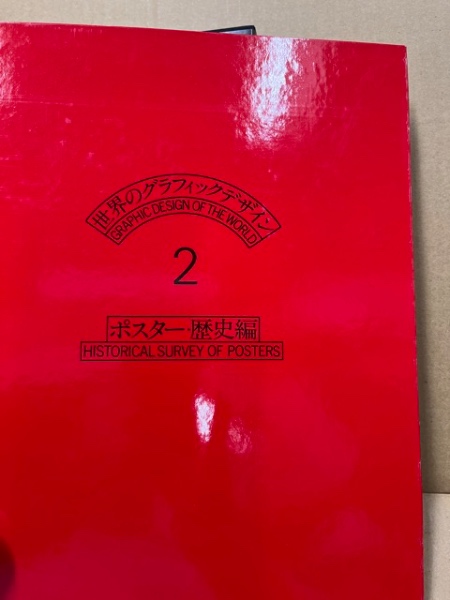 世界のグラフィックデザイン
GRAPHIC DESIGN OF THE WORLD
2
ポスター・歴史編
HISTORICAL SURVEY OF POSTERS